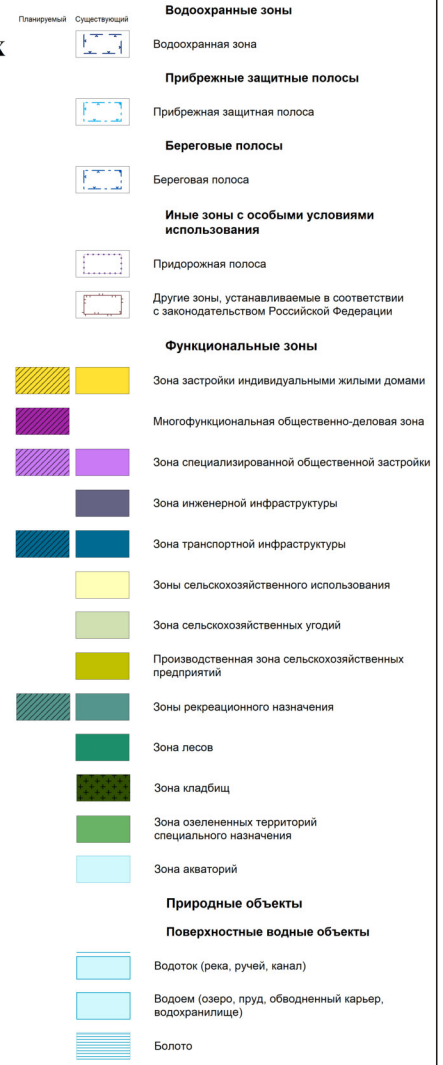 Водоохранные зоны
Планируемый Существующий
х
Водоохранная зона
Прибрежные защитные полосы
Прибрежная защитная полоса
Береговые полосы
Береговая полоса
Иные зоны с особыми условиями
использования
Придорожная полоса
Другие зоны, устанавливаемые в соответствии
с законодательством Российской Федерации
Функциональные зоны
Зона застройки индивидуальными жилыми домами
Многофункциональная общественно-деловая зона
Зона специализированной общественной застройки
Зона инженерной инфраструктуры
Зона транспортной инфраструктуры
Зоны сельскохозяйственного использования
Зона сельскохозяйственных угодий
Производственная зона сельскохозяйственных
предприятий
Зоны рекреационного назначения
Зона лесов
Зона кладбищ
Зона озелененных территорий
специального назначения
Зона акваторий
Природные объекты
Поверхностные водные объекты
Водоток (река, ручей, канал)
Водоем (озеро, пруд, обводненный карьер,
водохранилище)
Болото